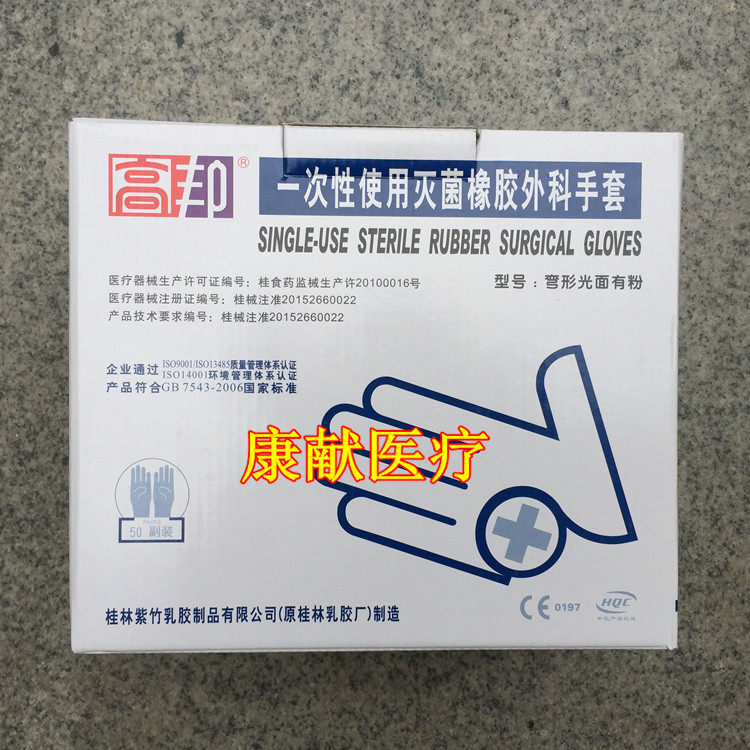 高邦®
一次性使用灭菌橡胶外科手套
SINGLE-USE STERILE RUBBER SURGICAL GLOVES
医疗器械生产许可证编号：桂食药监械生产许20100016号
医疗器械注册证编号：桂械注准20152660022
产品技术要求编号：桂械注准20152660022
型号：弯形光面有粉
企业通过 ISO9001/ISO13485质量管理体系认证
ISO14001环境管理体系认证
产品符合GB 7543-2006国家标准
康献医疗
PAIRS
50 副装
CE 0197
HQC
中化产品认证
桂林紫竹乳胶制品有限公司(原桂林乳胶厂)制造